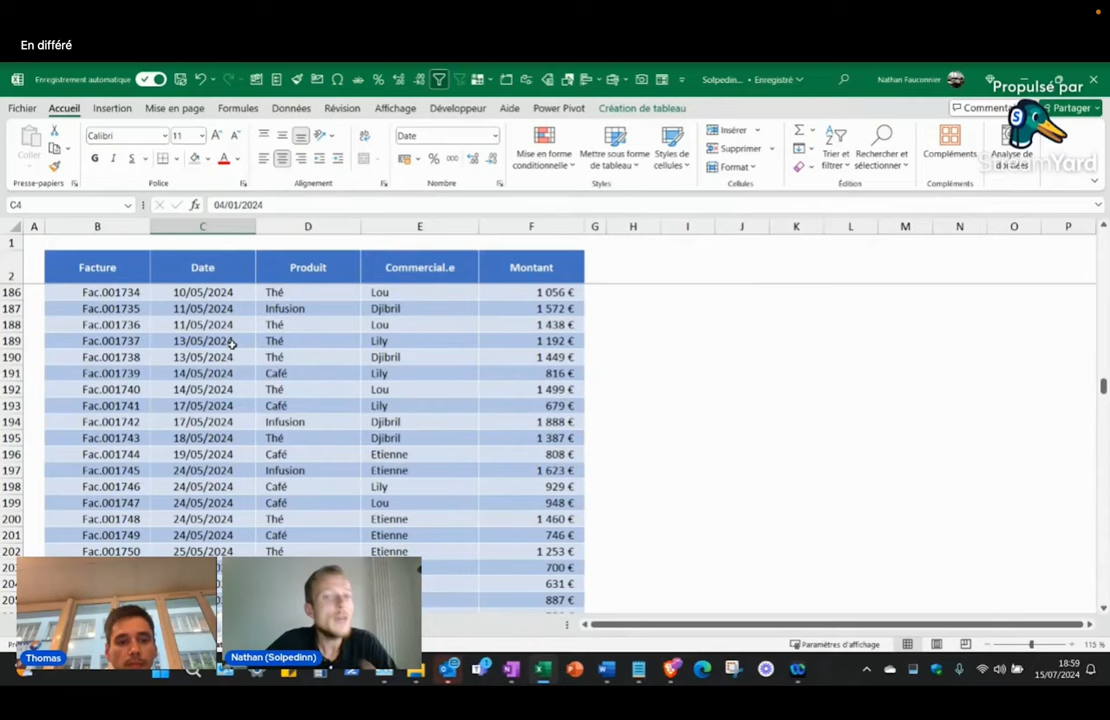 En différé
Enregistrement automatique
Solpedin... • Enregistré
Nathan Fauconnier
Propulsé par
StreamYard
Fichier Accueil Insertion Mise en page Formules Données Révision Affichage Développeur Aide Power Pivot Création de tableau
Commenta
Partager
Coller
Calibri 11
Date
G I S
% 000
Mise en forme conditionnelle
Mettre sous forme de tableau
Styles de cellules
Insérer
Supprimer
Format
Trier et filtrer
Rechercher et sélectionner
Compléments
Analyse de données
Presse-papiers Police Alignement Nombre Styles Cellules Édition Compléments
C4 fx 04/01/2024
A B C D E F G H I J K L M N O P
1
2 Facture Date Produit Commercial.e Montant
186 Fac.001734 10/05/2024 Thé Lou 1 056 €
187 Fac.001735 11/05/2024 Infusion Djibril 1 572 €
188 Fac.001736 11/05/2024 Thé Lou 1 438 €
189 Fac.001737 13/05/2024 Thé Lily 1 192 €
190 Fac.001738 13/05/2024 Thé Djibril 1 449 €
191 Fac.001739 14/05/2024 Café Lily 816 €
192 Fac.001740 14/05/2024 Thé Lou 1 499 €
193 Fac.001741 17/05/2024 Café Lily 679 €
194 Fac.001742 17/05/2024 Infusion Djibril 1 888 €
195 Fac.001743 18/05/2024 Thé Djibril 1 387 €
196 Fac.001744 19/05/2024 Café Etienne 808 €
197 Fac.001745 24/05/2024 Infusion Etienne 1 623 €
198 Fac.001746 24/05/2024 Café Lily 929 €
199 Fac.001747 24/05/2024 Café Lou 948 €
200 Fac.001748 24/05/2024 Thé Etienne 1 460 €
201 Fac.001749 24/05/2024 Café Etienne 746 €
202 Fac.001750 25/05/2024 Thé Etienne 1 253 €
700 €
631 €
887 €
Paramètres d'affichage
115 %
Thomas
Nathan (Solpedinn)
18:59
15/07/2024